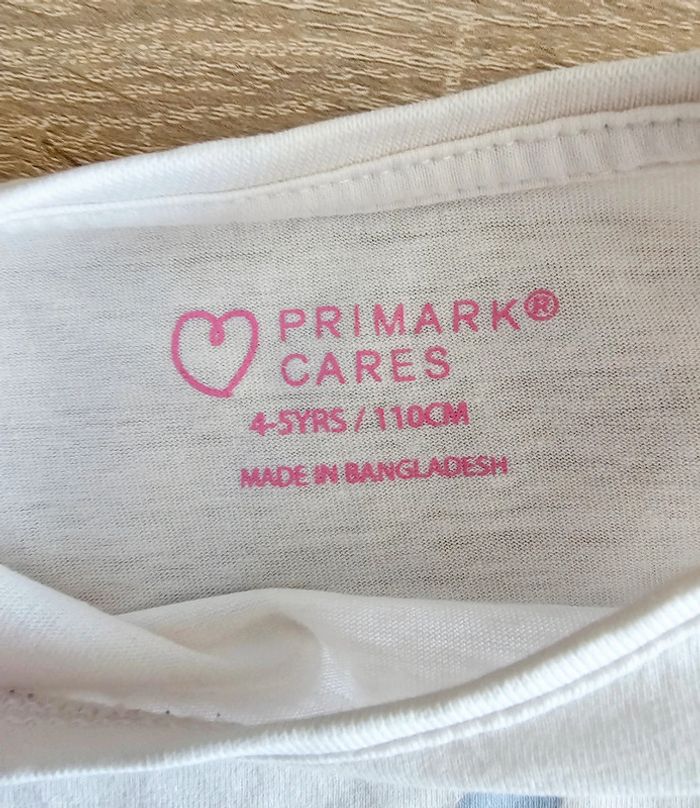 PRIMARK®
CARES
4-5YRS / 110CM
MADE IN BANGLADESH